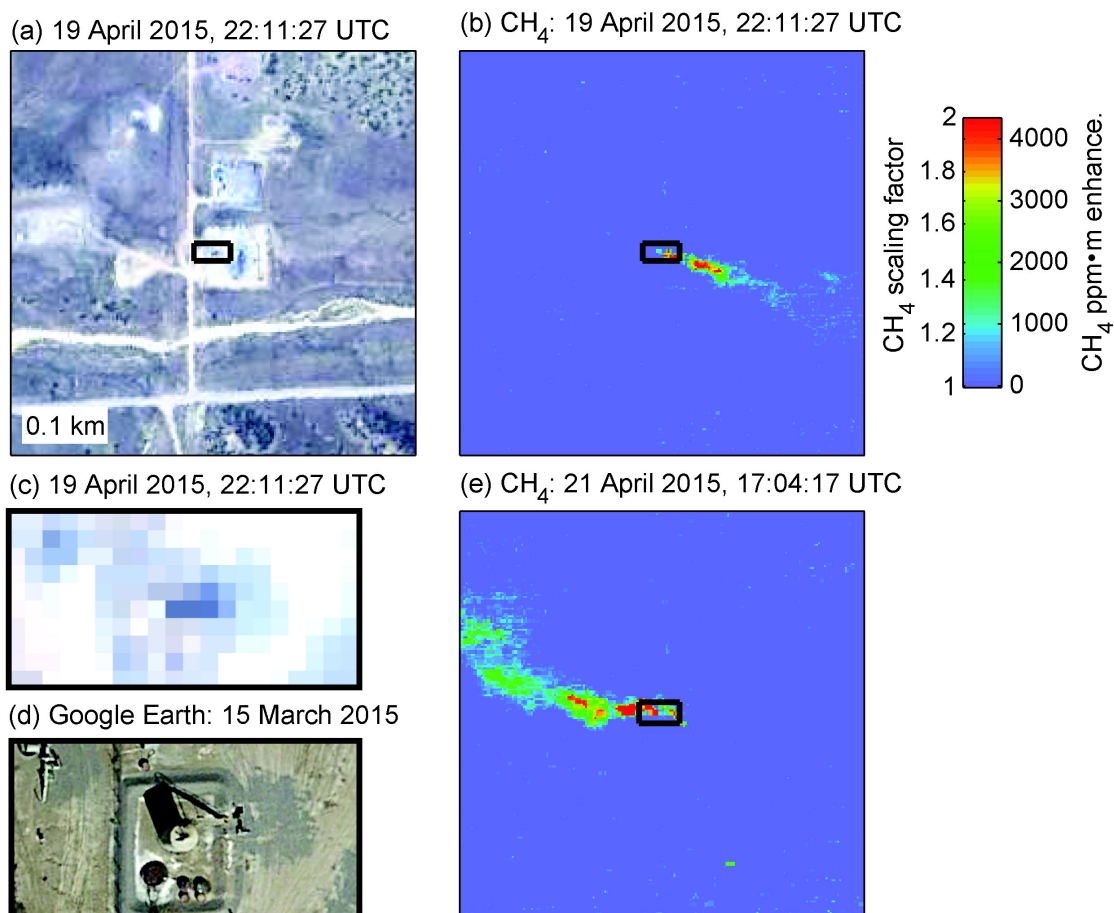 (a) 19 April 2015, 22:11:27 UTC
(b) CH4: 19 April 2015, 22:11:27 UTC
0.1 km
2
1.8
1.6
1.4
1.2
1
CH4 scaling factor
4000
3000
2000
1000
0
CH4 ppm•m enhance.
(c) 19 April 2015, 22:11:27 UTC
(d) Google Earth: 15 March 2015
(e) CH4: 21 April 2015, 17:04:17 UTC